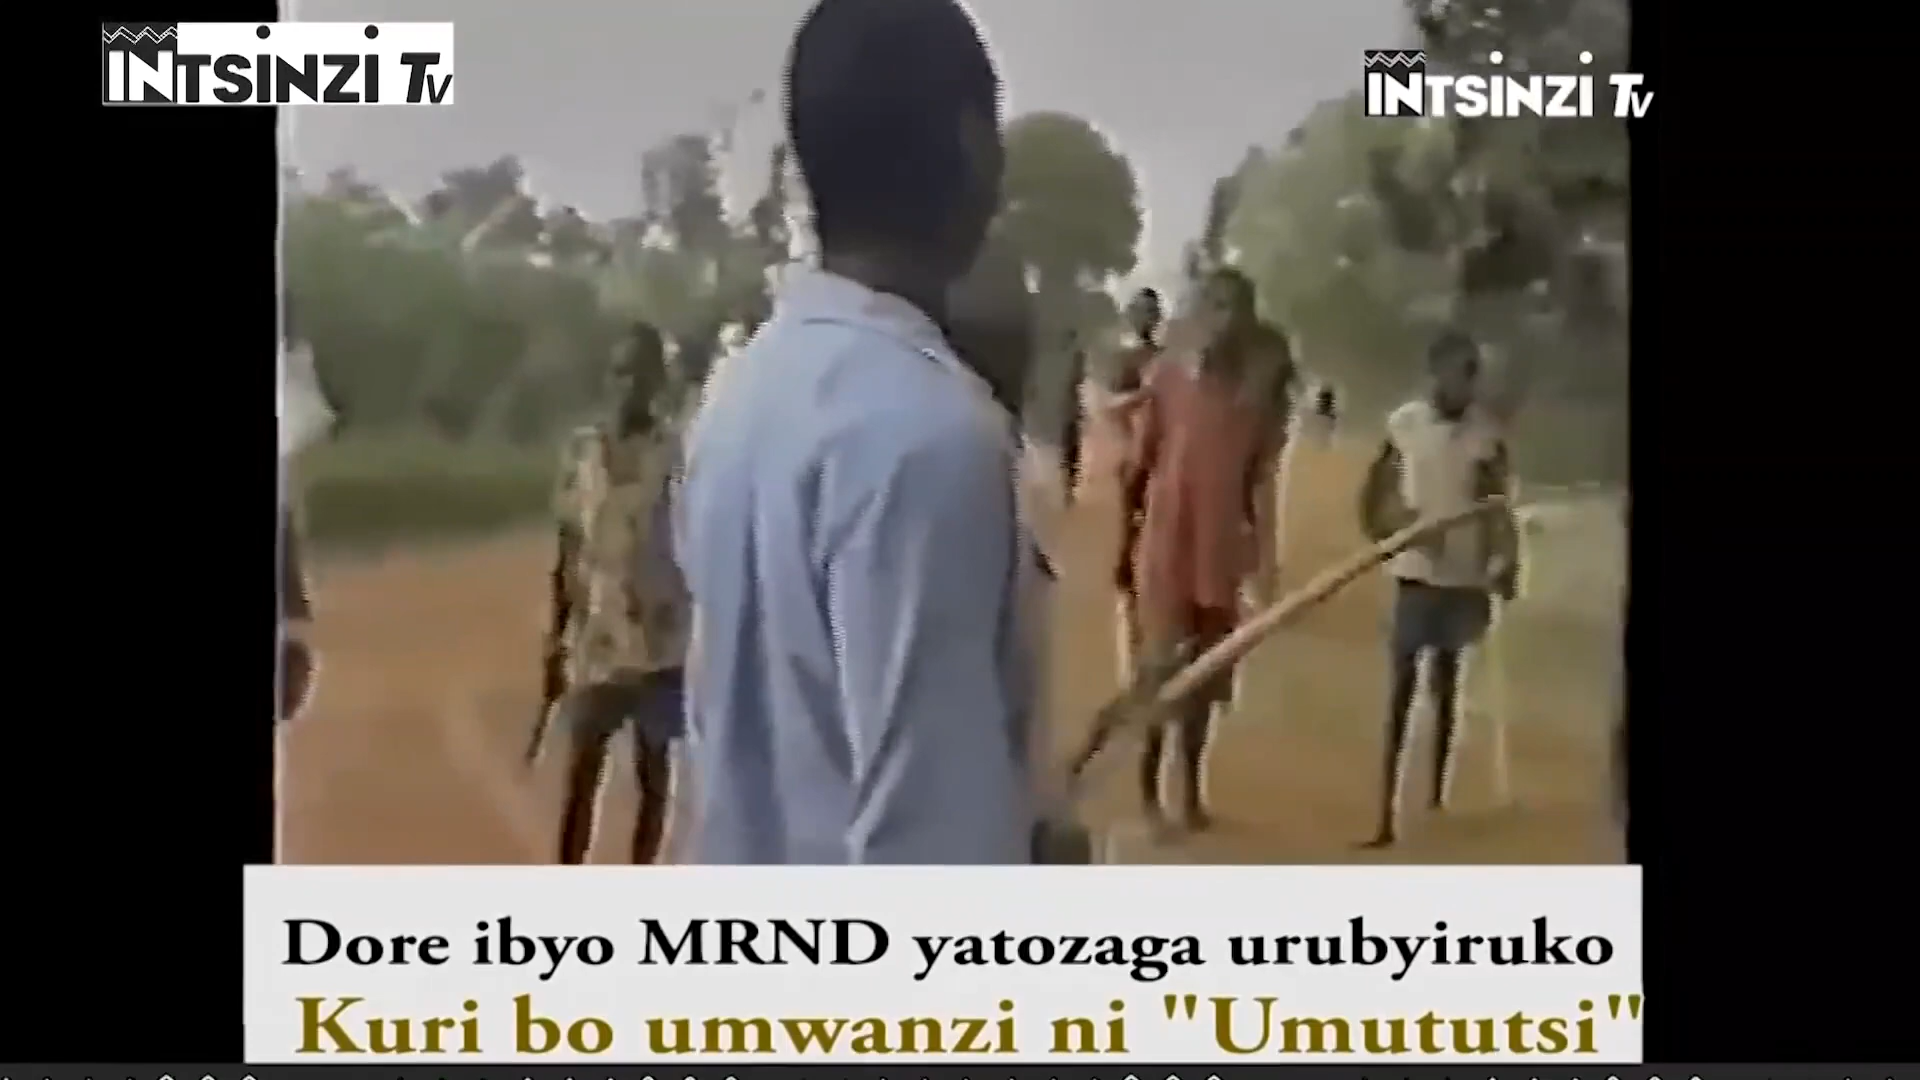 INTSINZI TV
INTSINZI TV
Dore ibyo MRND yatozaga urubyiruko
Kuri bo umwanzi ni "Umututsi"